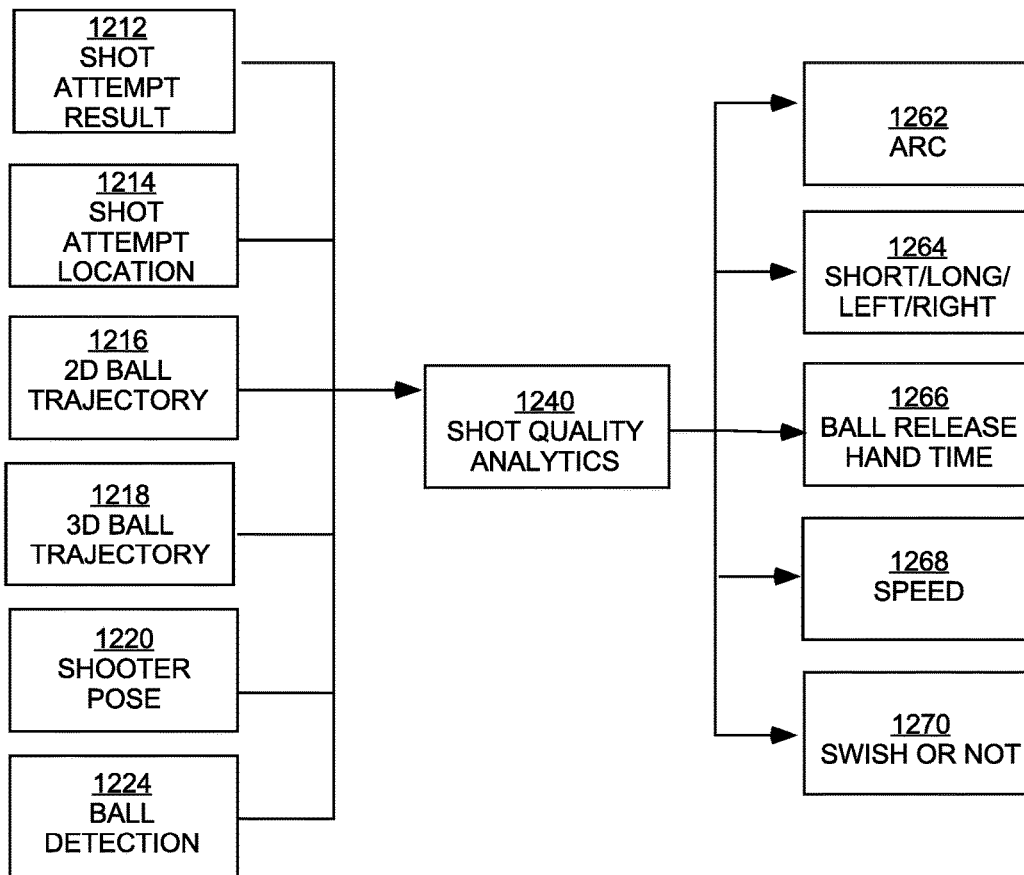 1212
SHOT
ATTEMPT
RESULT
1214
SHOT
ATTEMPT
LOCATION
1216
2D BALL
TRAJECTORY
1218
3D BALL
TRAJECTORY
1220
SHOOTER
POSE
1224
BALL
DETECTION
1240
SHOT QUALITY
ANALYTICS
1262
ARC
1264
SHORT/LONG/
LEFT/RIGHT
1266
BALL RELEASE
HAND TIME
1268
SPEED
1270
SWISH OR NOT